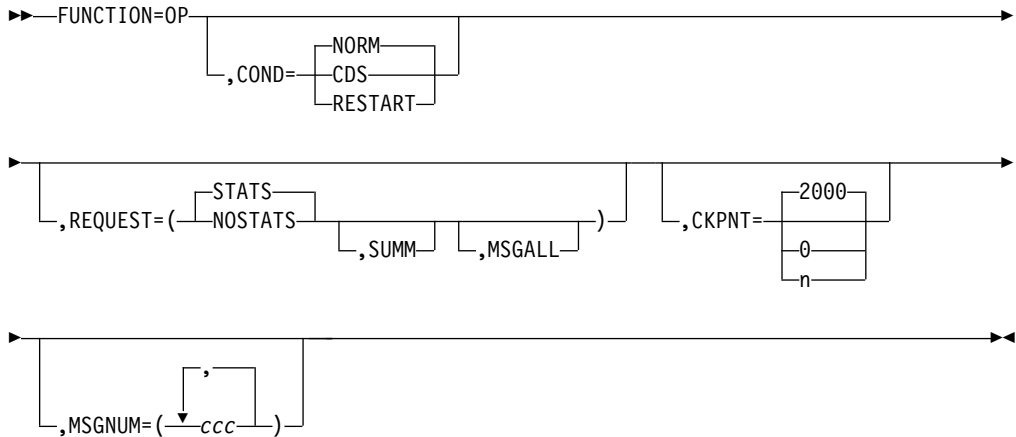 FUNCTION=OP
NORM
,COND= CDS
RESTART
STATS 2000
,REQUEST=( NOSTATS ) ,CKPNT=
,SUMM ,MSGALL 0
n
,
,MSGNUM=( ccc )